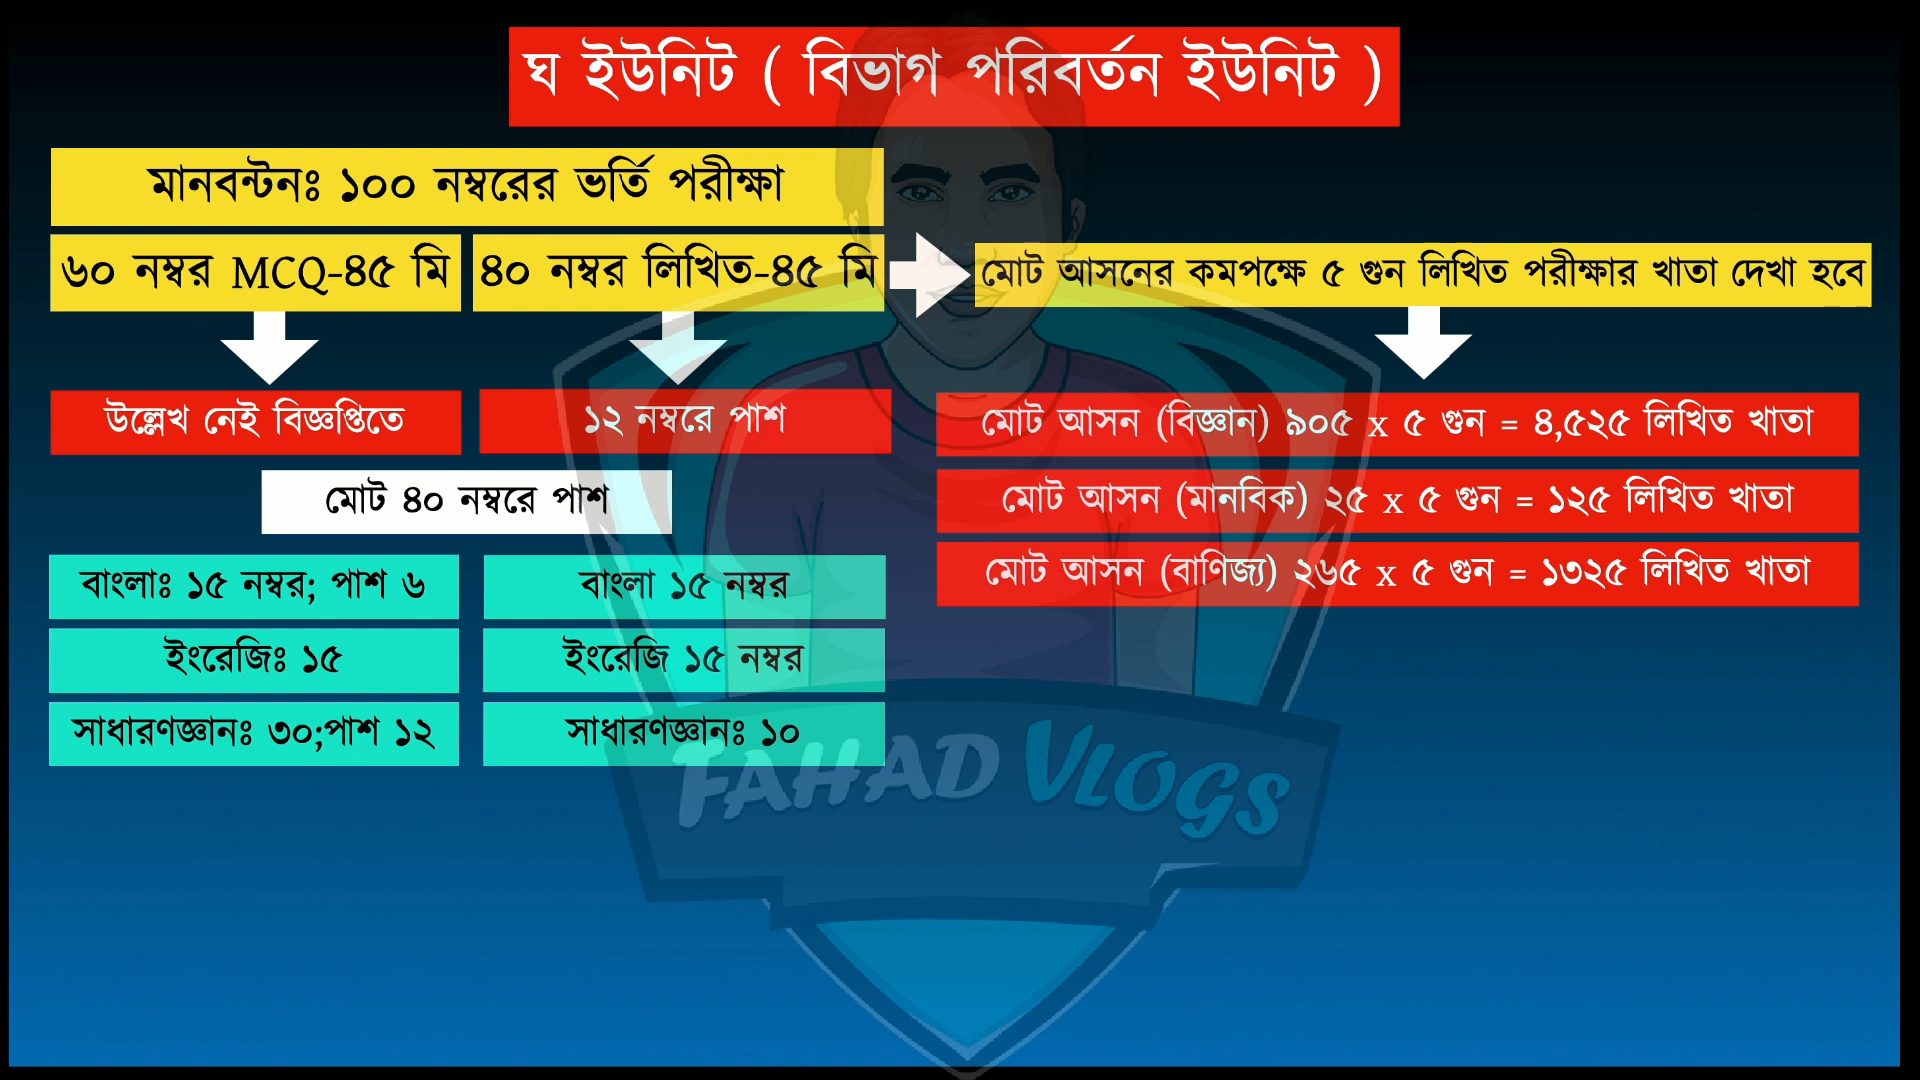 ঘ ইউনিট ( বিভাগ পরিবর্তন ইউনিট )
মানবন্টনঃ ১০০ নম্বরের ভর্তি পরীক্ষা
৬০ নম্বর MCQ-৪৫ মি
৪০ নম্বর লিখিত-৪৫ মি
মোট আসনের কমপক্ষে ৫ গুন লিখিত পরীক্ষার খাতা দেখা হবে
উল্লেখ নেই বিজ্ঞপ্তিতে
১২ নম্বরে পাশ
মোট ৪০ নম্বরে পাশ
বাংলাঃ ১৫ নম্বর; পাশ ৬
বাংলা ১৫ নম্বর
ইংরেজিঃ ১৫
ইংরেজি ১৫ নম্বর
সাধারণজ্ঞানঃ ৩০;পাশ ১২
সাধারণজ্ঞানঃ ১০
মোট আসন (বিজ্ঞান) ৯০৫ x ৫ গুন = ৪,৫২৫ লিখিত খাতা
মোট আসন (মানবিক) ২৫ x ৫ গুন = ১২৫ লিখিত খাতা
মোট আসন (বাণিজ্য) ২৬৫ x ৫ গুন = ১৩২৫ লিখিত খাতা
FAHAD VLOGS